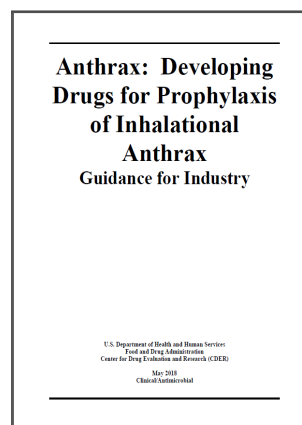 Anthrax: Developing
Drugs for Prophylaxis
of Inhalational
Anthrax
Guidance for Industry
U.S. Department of Health and Human Services
Food and Drug Administration
Center for Drug Evaluation and Research (CDER)
May 2018
Clinical/Antimicrobial